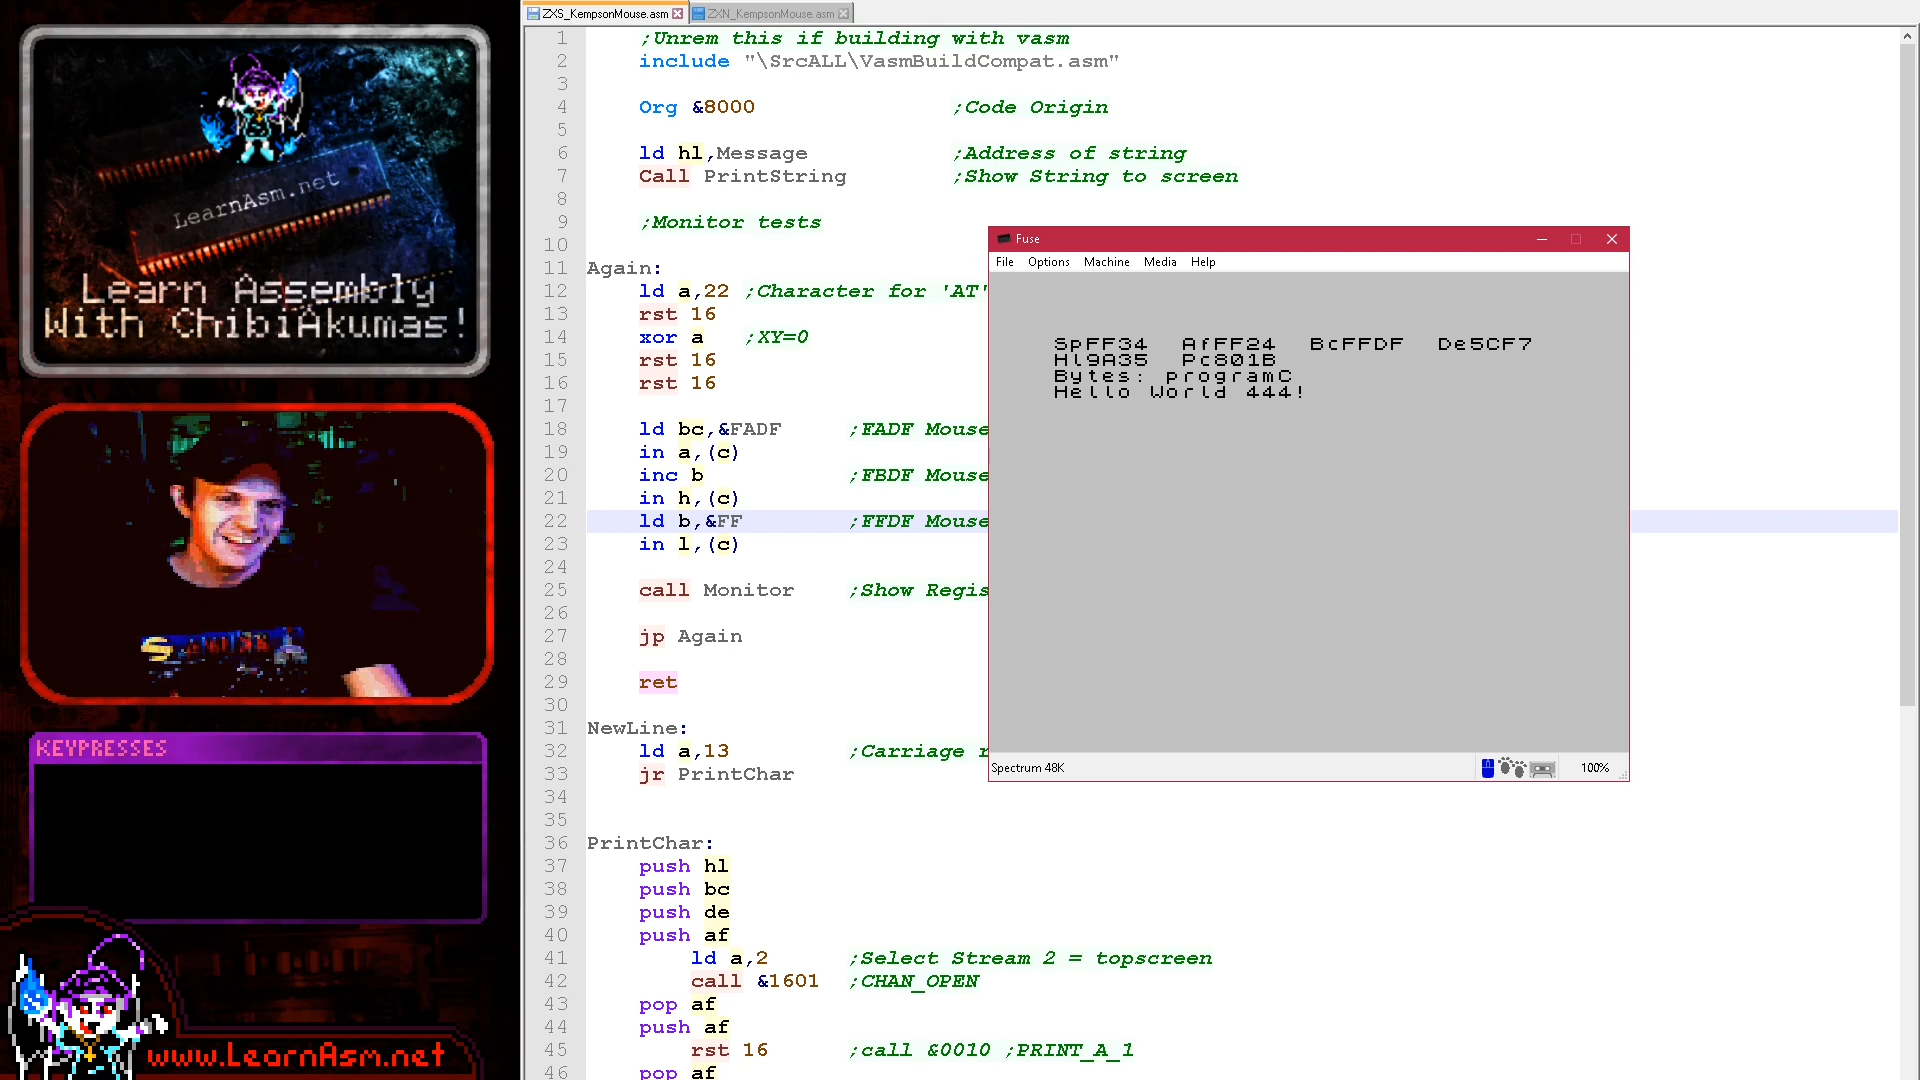 LearnAsm.net
Learn Assembly
With ChibiAkumas!
KEYPRESSES
www.LearnAsm.net
ZXS_KempsonMouse.asm
ZXN_KempsonMouse.asm
1 ;Unrem this if building with vasm
2 include "\SrcALL\VasmBuildCompat.asm"
3
4 Org &8000 ;Code Origin
5
6 ld hl,Message ;Address of string
7 Call PrintString ;Show String to screen
8
9 ;Monitor tests
10
11 Again:
12 ld a,22 ;Character for 'AT'
13 rst 16
14 xor a ;XY=0
15 rst 16
16 rst 16
17
18 ld bc,&FADF ;FADF Mouse
19 in a,(c)
20 inc b ;FBDF Mouse
21 in h,(c)
22 ld b,&FF ;FFDF Mouse
23 in l,(c)
24
25 call Monitor ;Show Regis
26
27 jp Again
28
29 ret
30
31 NewLine:
32 ld a,13 ;Carriage r
33 jr PrintChar
34
35
36 PrintChar:
37 push hl
38 push bc
39 push de
40 push af
41 ld a,2 ;Select Stream 2 = topscreen
42 call &1601 ;CHAN_OPEN
43 pop af
44 push af
45 rst 16 ;call &0010 ;PRINT_A_1
46 pop af
Fuse
File Options Machine Media Help
SpFF34 AfFF24 BcFFDF De5CF7
Hl9A35 Pc801B
Bytes: programC
Hello World 444!
Spectrum 48K
100%